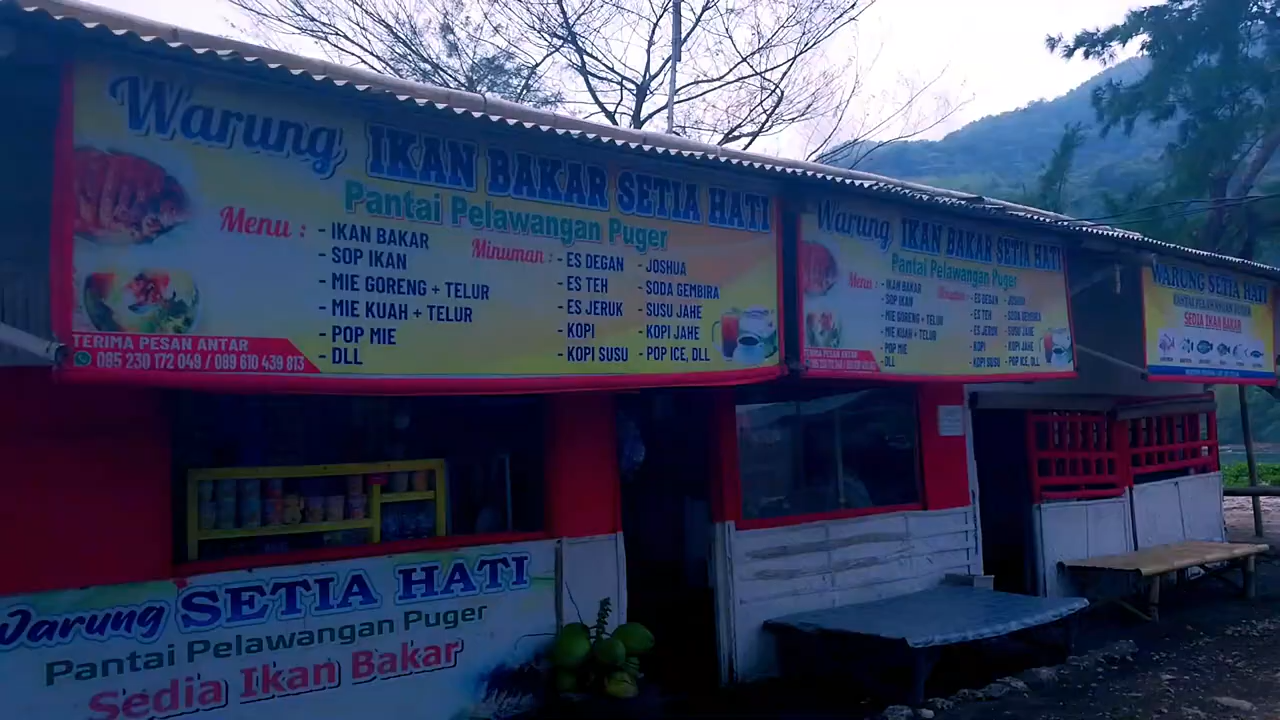 Warung IKAN BAKAR SETIA HATI
Pantai Pelawangan Puger
Menu :
- IKAN BAKAR
- SOP IKAN
- MIE GORENG + TELUR
- MIE KUAH + TELUR
- POP MIE
- DLL
Minuman :
- ES DEGAN
- ES TEH
- ES JERUK
- KOPI
- KOPI SUSU
- JOSHUA
- SODA GEMBIRA
- SUSU JAHE
- KOPI JAHE
- POP ICE, DLL
TERIMA PESAN ANTAR
085 230 172 049 / 089 610 439 813
Warung IKAN BAKAR SETIA HATI
Pantai Pelawangan Puger
Menu :
- IKAN BAKAR
- SOP IKAN
- MIE GORENG + TELUR
- MIE KUAH + TELUR
- POP MIE
- DLL
Minuman :
- ES DEGAN
- ES TEH
- ES JERUK
- KOPI
- KOPI SUSU
- JOSHUA
- SODA GEMBIRA
- SUSU JAHE
- KOPI JAHE
- POP ICE, DLL
TERIMA PESAN ANTAR
WARUNG SETIA HATI
SEDIA IKAN BAKAR
Warung SETIA HATI
Pantai Pelawangan Puger
Sedia Ikan Bakar